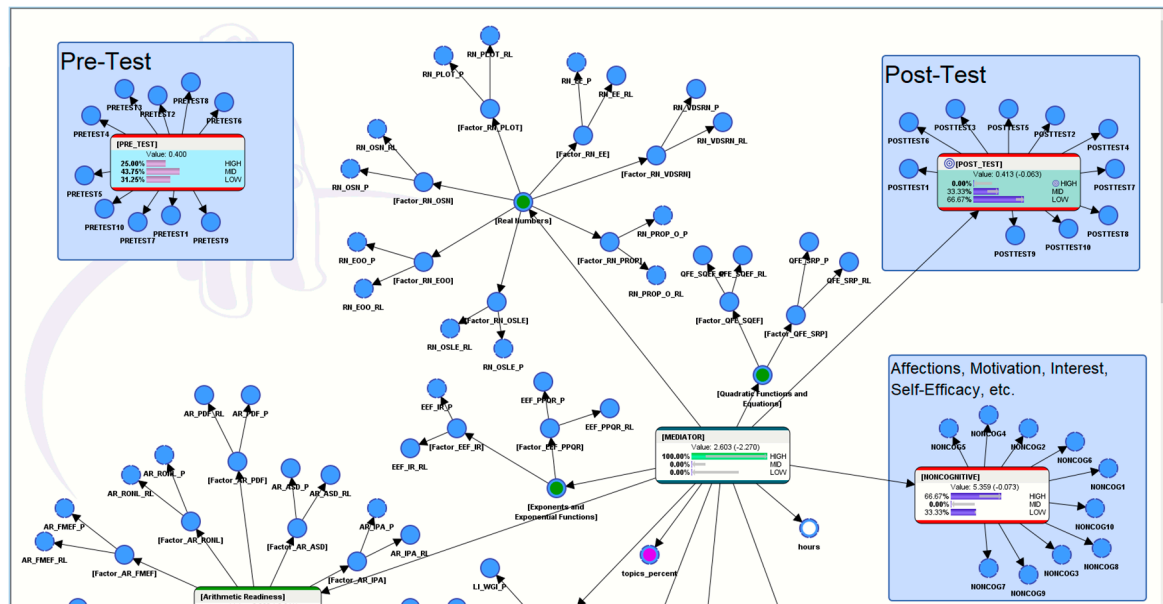 Pre-Test
PRETEST3
PRETEST8
PRETEST2
PRETEST6
PRETEST4
[PRE_TEST]
Value: 0.400
25.00% HIGH
43.75% MID
31.25% LOW
PRETEST5
PRETEST10
PRETEST7
PRETEST1
PRETEST9
RN_PLOT_RL
RN_PLOT_P
[Factor_RN_PLOT]
RN_EE_P
RN_EE_RL
[Factor_RN_EE]
RN_VDSRN_P
RN_VDSRN_RL
[Factor_RN_VDSRN]
RN_OSN_RL
RN_OSN_P
[Factor_RN_OSN]
[Real Numbers]
RN_EOO_P
[Factor_RN_EOO]
RN_EOO_RL
RN_PROP_O_P
[Factor_RN_PROP]
RN_PROP_O_RL
[Factor_RN_OSLE]
RN_OSLE_RL
RN_OSLE_P
QFE_SQEF_P
QFE_SQEF_RL
[Factor_QFE_SQEF]
QFE_SRP_P
QFE_SRP_RL
[Factor_QFE_SRP]
[Quadratic Functions and
Equations]
Post-Test
POSTTEST3
POSTTEST5
POSTTEST2
POSTTEST6
POSTTEST4
[POST_TEST]
Value: 0.413 (-0.063)
0.00% HIGH
33.33% MID
66.67% LOW
POSTTEST1
POSTTEST7
POSTTEST8
POSTTEST10
POSTTEST9
Affections, Motivation, Interest,
Self-Efficacy, etc.
NONCOG4
NONCOG5
NONCOG2
NONCOG6
NONCOG1
[NONCOGNITIVE]
Value: 5.359 (-0.073)
66.67% HIGH
0.00% MID
33.33% LOW
NONCOG10
NONCOG8
NONCOG3
NONCOG7
NONCOG9
[MEDIATOR]
Value: 2.603 (-2.270)
100.00% HIGH
0.00% MID
0.00% LOW
hours
topics_percent
EEF_IR_P
EEF_PPQR_P
EEF_PPQR_RL
[Factor_EEF_IR]
[Factor_EEF_PPQR]
EEF_IR_RL
[Exponents and
Exponential Functions]
AR_PDF_RL
AR_PDF_P
[Factor_AR_PDF]
AR_RONL_P
AR_RONL_RL
[Factor_AR_RONL]
AR_ASD_P
AR_ASD_RL
[Factor_AR_ASD]
AR_FMEF_P
AR_FMEF_RL
[Factor_AR_FMEF]
AR_IPA_P
AR_IPA_RL
[Factor_AR_IPA]
[Arithmetic Readiness]
LI_WGI_P